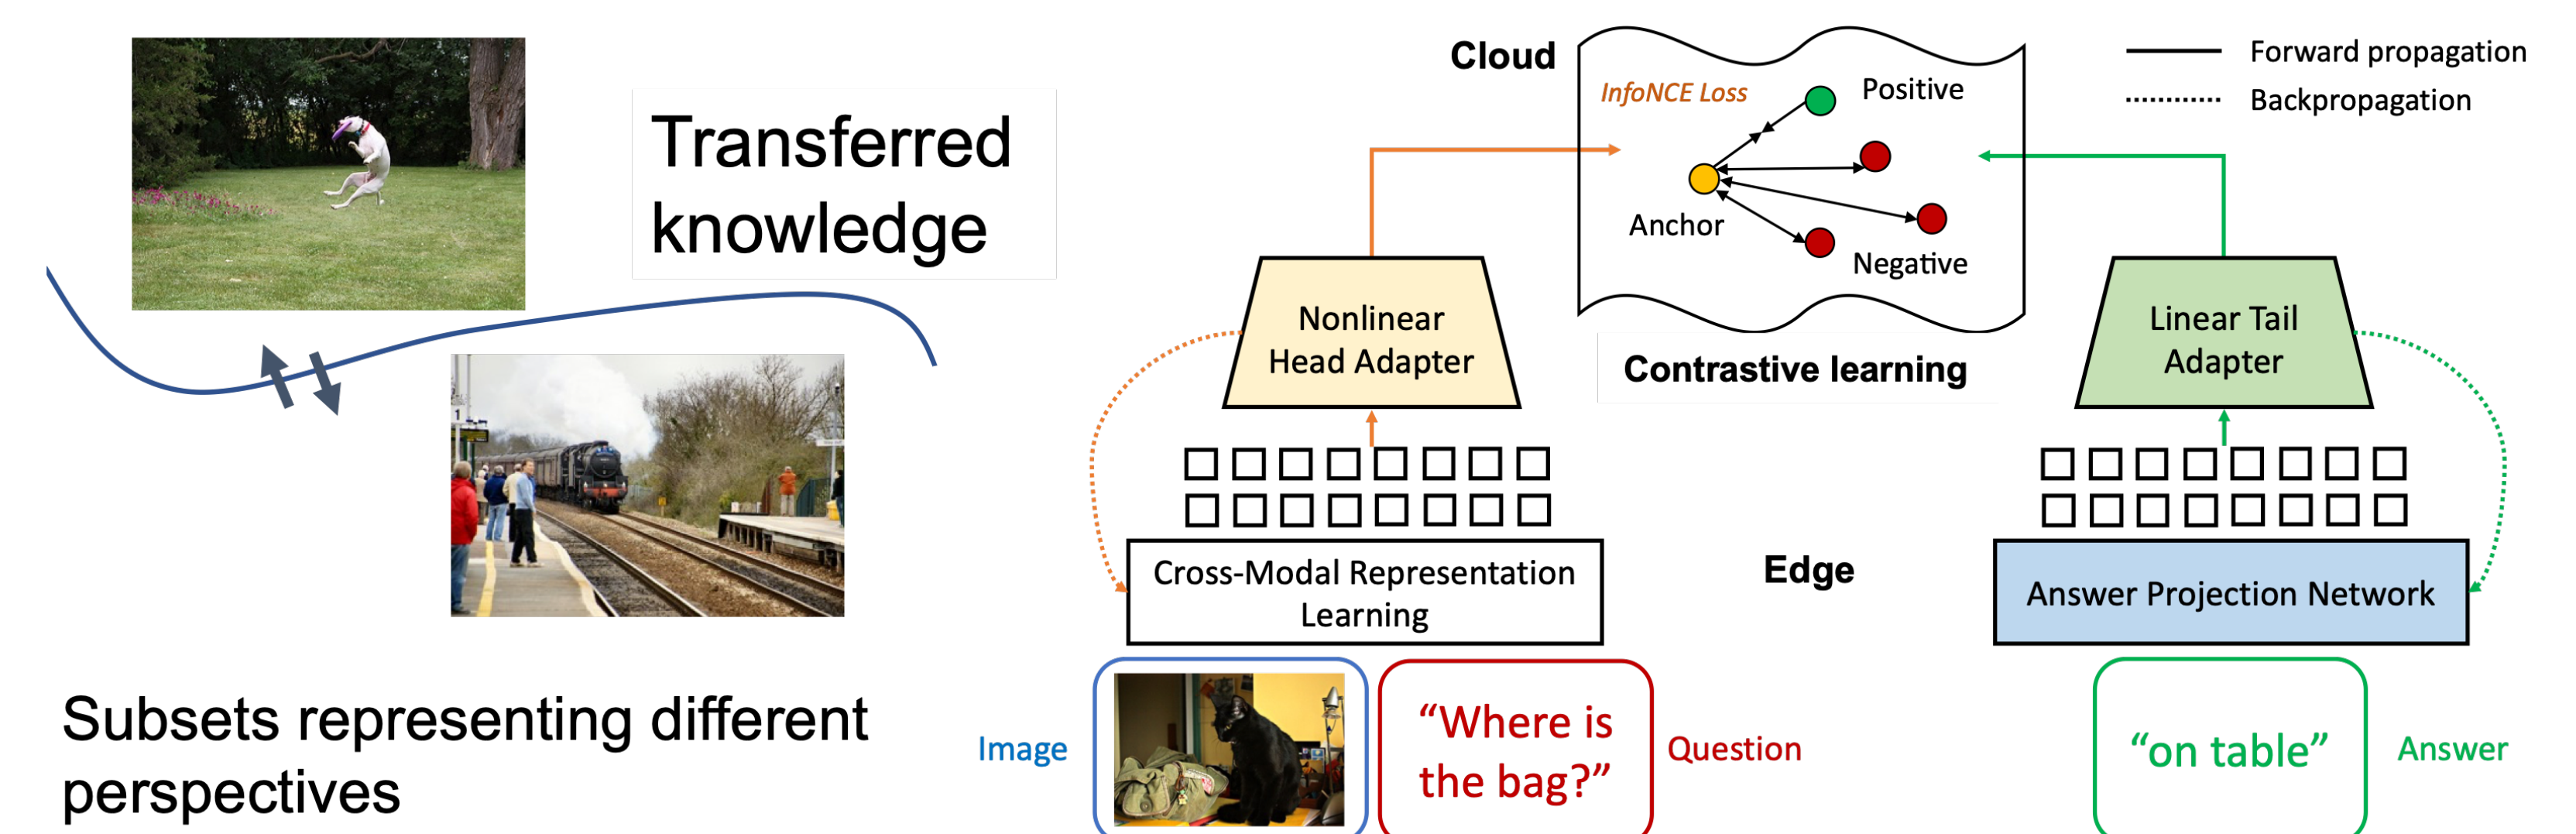 Transferred
knowledge
Subsets representing different
perspectives
Cloud
InfoNCE Loss
Positive
Anchor
Negative
Forward propagation
Backpropagation
Contrastive learning
Nonlinear
Head Adapter
Linear Tail
Adapter
Cross-Modal Representation
Learning
Edge
Answer Projection Network
Image
“Where is
the bag?”
Question
“on table”
Answer
1